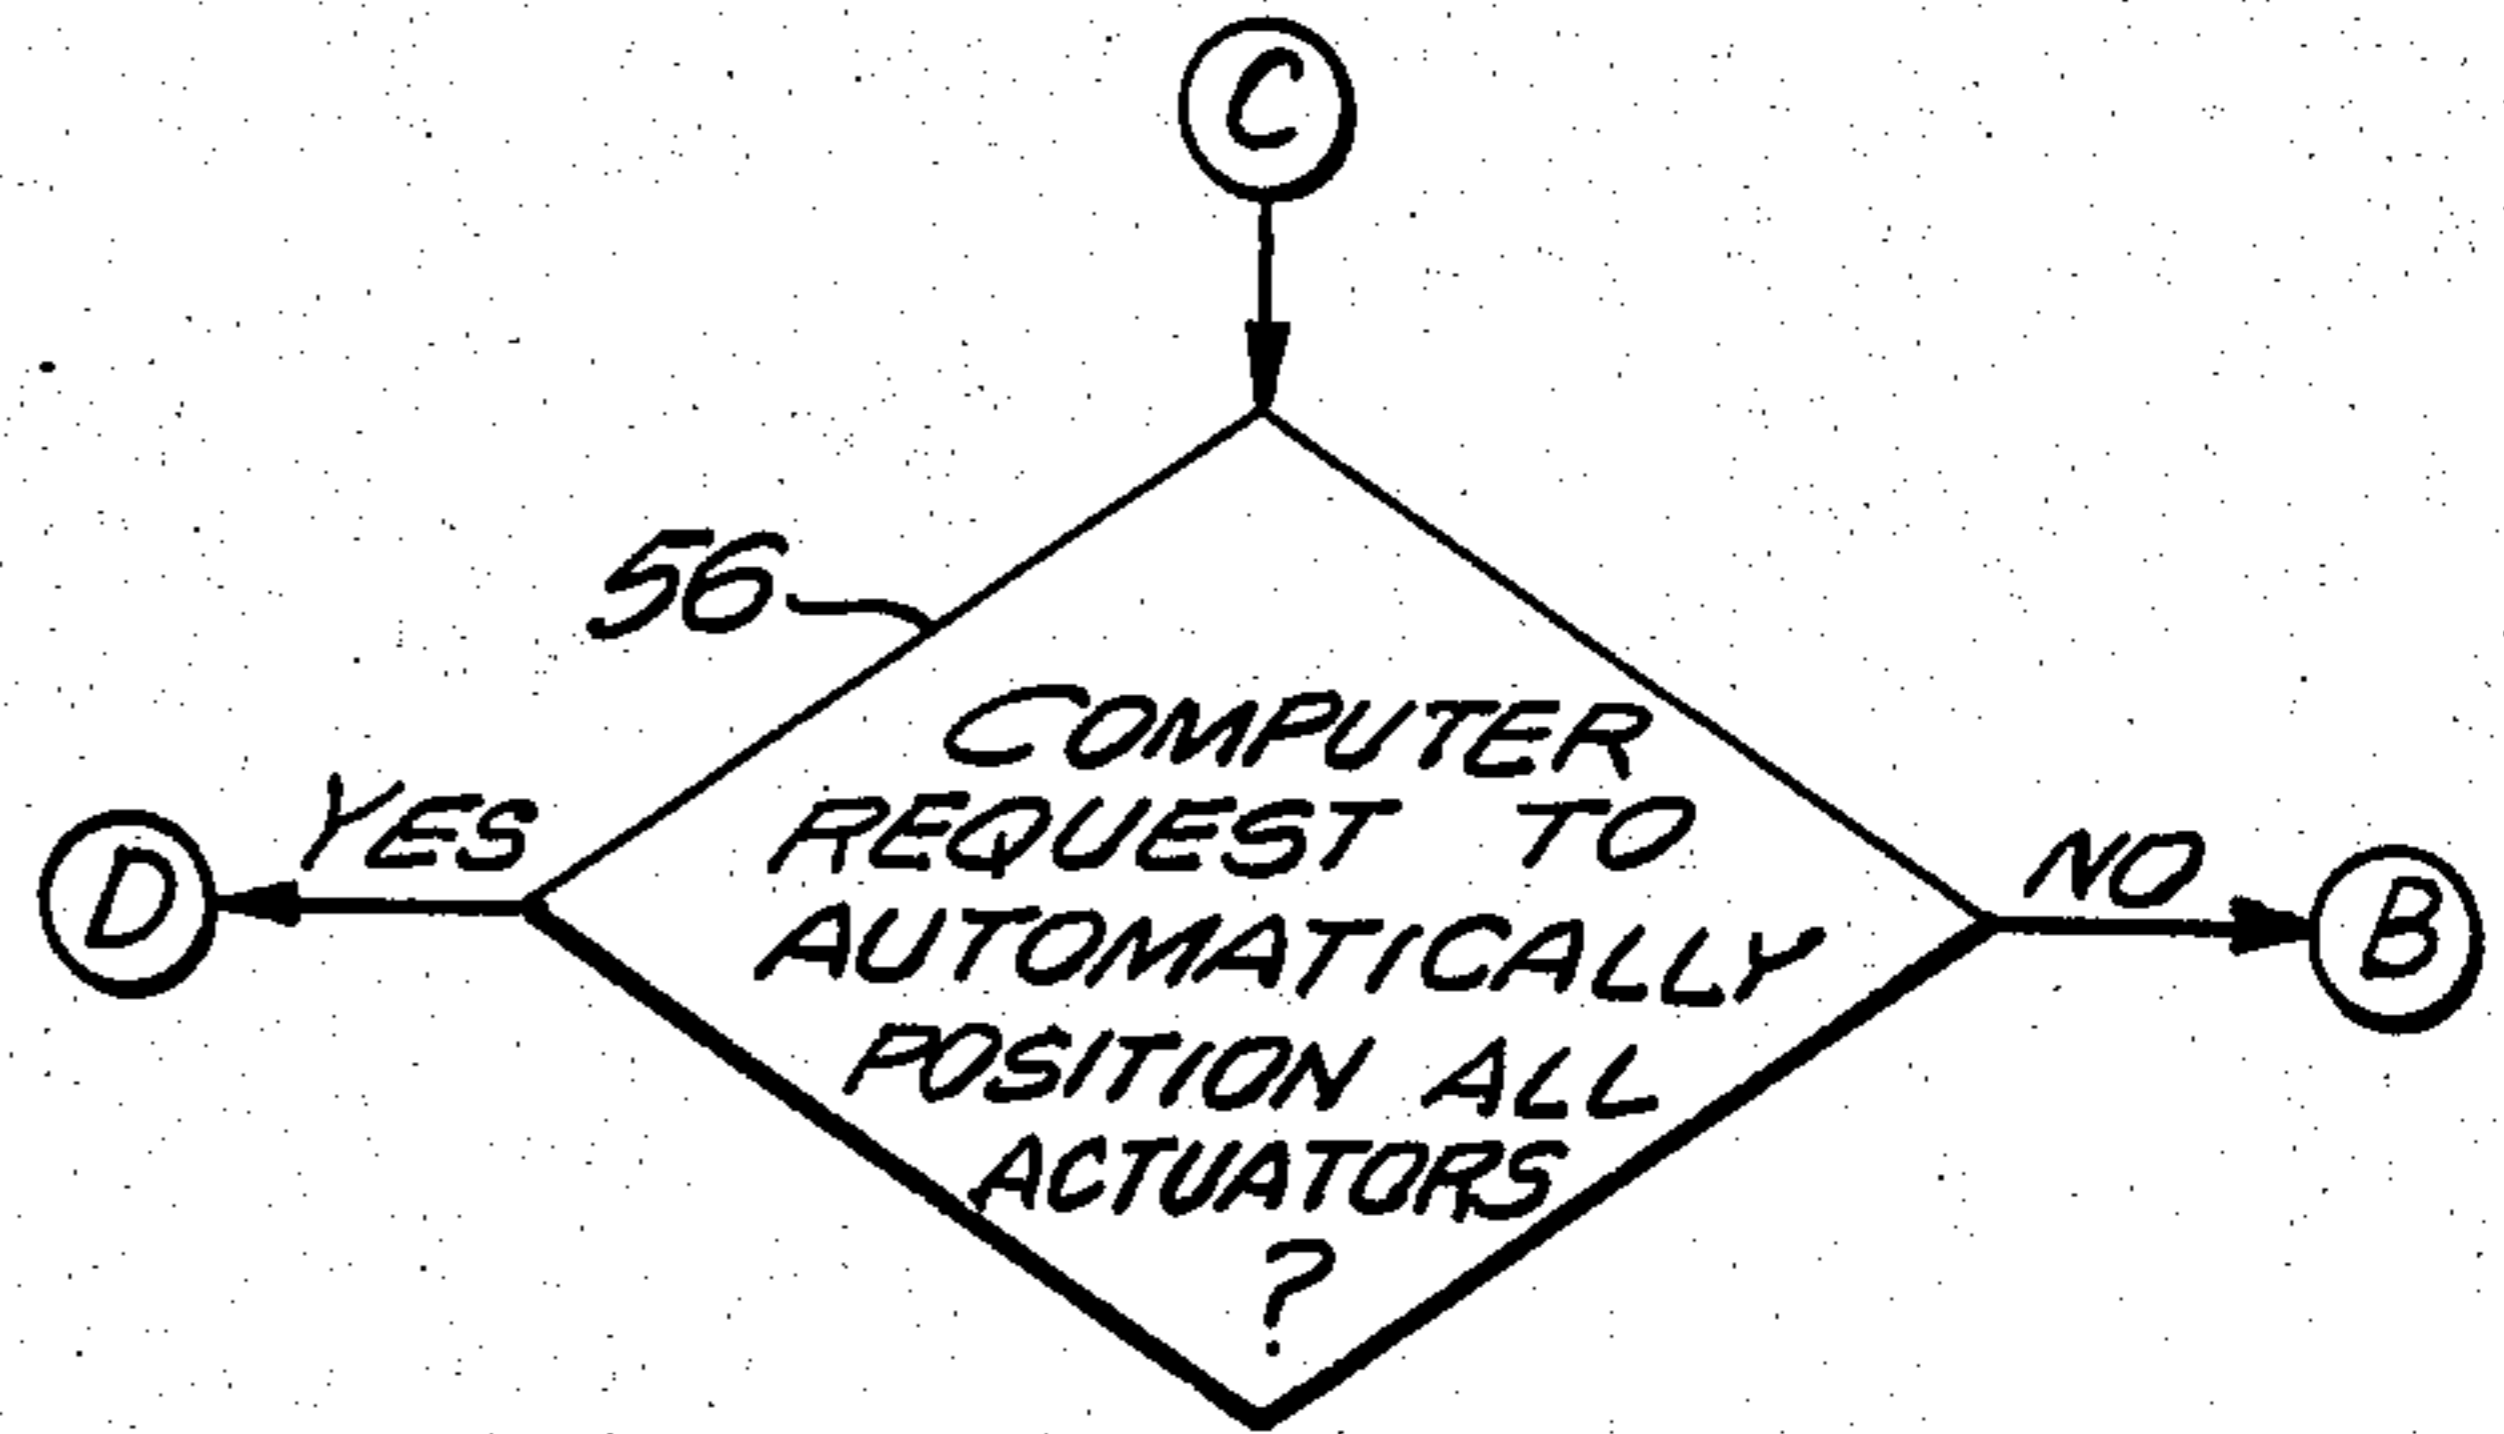 C
56
COMPUTER
REQUEST TO
AUTOMATICALLY
POSITION ALL
ACTUATORS
?
YES
D
NO
B